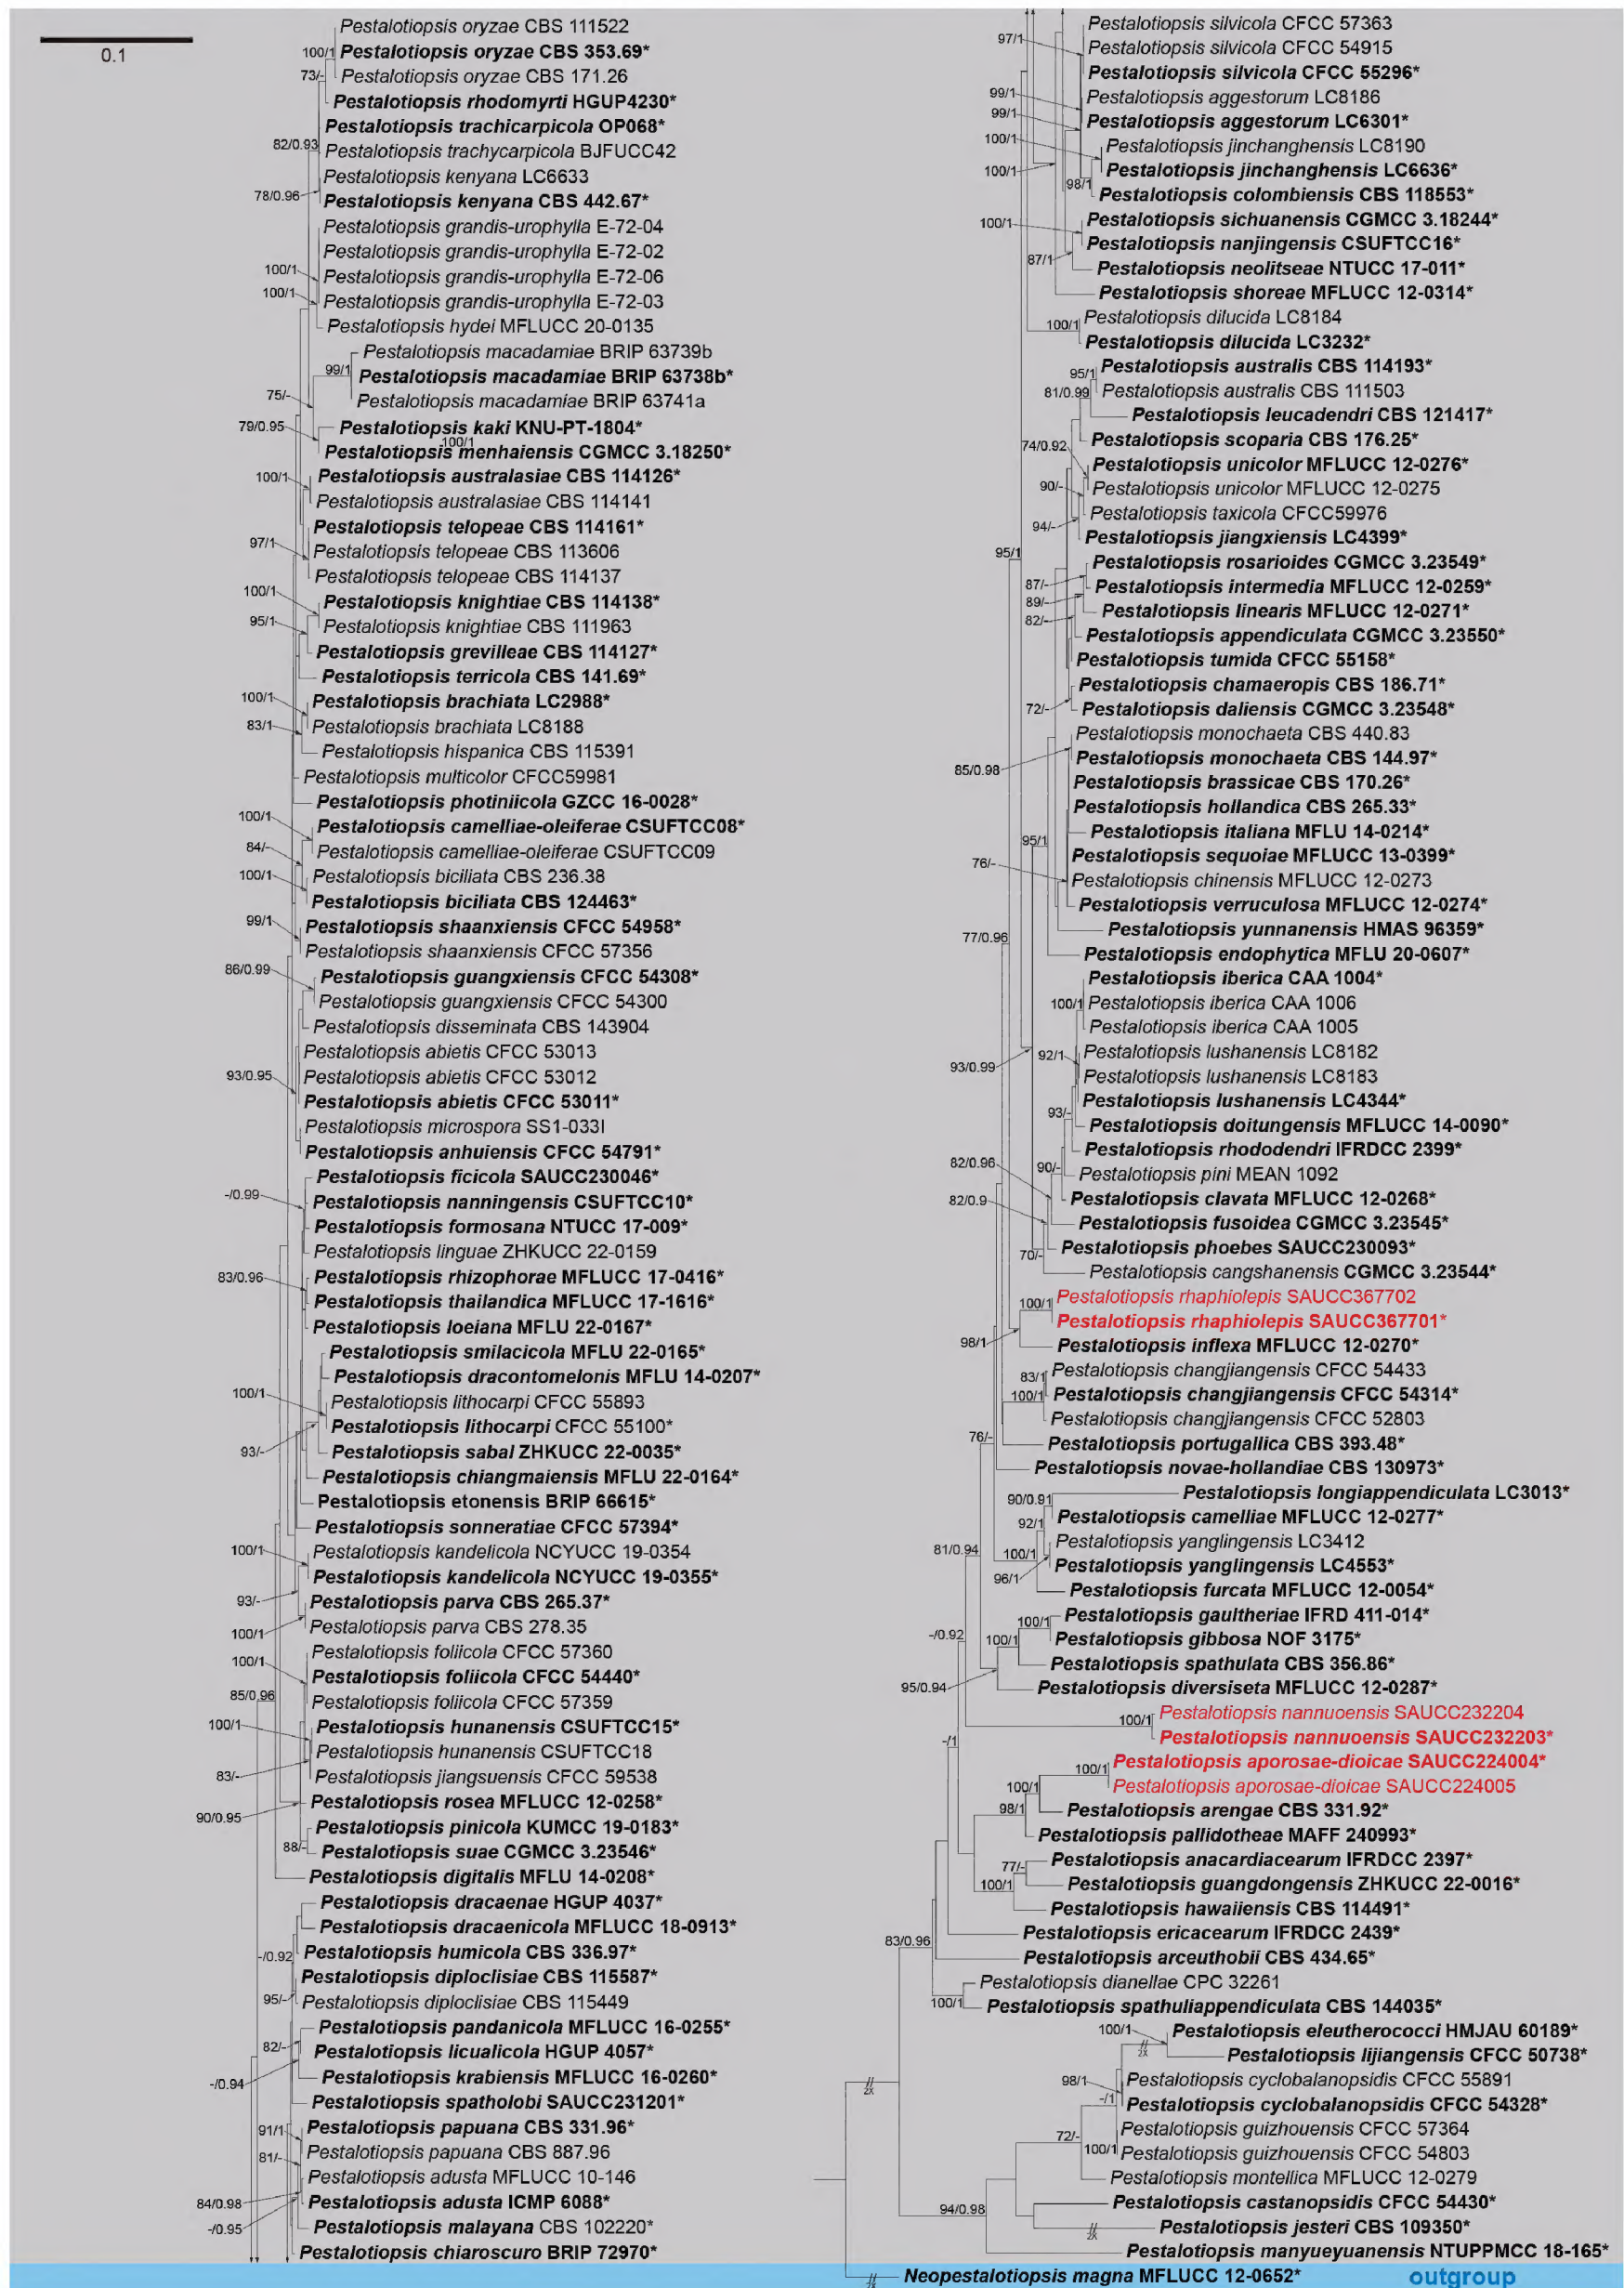 0.1
Pestalotiopsis oryzae CBS 111522
100/1
Pestalotiopsis oryzae CBS 353.69*
73/-
Pestalotiopsis oryzae CBS 171.26
Pestalotiopsis rhodomyrti HGUP4230*
Pestalotiopsis trachicarpicola OP068*
82/0.93
Pestalotiopsis trachycarpicola BJFUCC42
Pestalotiopsis kenyana LC6633
78/0.96
Pestalotiopsis kenyana CBS 442.67*
Pestalotiopsis grandis-urophylla E-72-04
Pestalotiopsis grandis-urophylla E-72-02
100/1
Pestalotiopsis grandis-urophylla E-72-06
100/1
Pestalotiopsis grandis-urophylla E-72-03
Pestalotiopsis hydei MFLUCC 20-0135
Pestalotiopsis macadamiae BRIP 63739b
99/1
Pestalotiopsis macadamiae BRIP 63738b*
75/-
Pestalotiopsis macadamiae BRIP 63741a
79/0.95
Pestalotiopsis kaki KNU-PT-1804*
100/1
Pestalotiopsis menhaiensis CGMCC 3.18250*
100/1
Pestalotiopsis australasiae CBS 114126*
Pestalotiopsis australasiae CBS 114141
Pestalotiopsis telopeae CBS 114161*
97/1
Pestalotiopsis telopeae CBS 113606
Pestalotiopsis telopeae CBS 114137
100/1
Pestalotiopsis knightiae CBS 114138*
95/1
Pestalotiopsis knightiae CBS 111963
Pestalotiopsis grevilleae CBS 114127*
Pestalotiopsis terricola CBS 141.69*
100/1
Pestalotiopsis brachiata LC2988*
83/1
Pestalotiopsis brachiata LC8188
Pestalotiopsis hispanica CBS 115391
Pestalotiopsis multicolor CFCC59981
Pestalotiopsis photiniicola GZCC 16-0028*
100/1
Pestalotiopsis camelliae-oleiferae CSUFTCC08*
84/-
Pestalotiopsis camelliae-oleiferae CSUFTCC09
100/1
Pestalotiopsis biciliata CBS 236.38
Pestalotiopsis biciliata CBS 124463*
99/1
Pestalotiopsis shaanxiensis CFCC 54958*
Pestalotiopsis shaanxiensis CFCC 57356
86/0.99
Pestalotiopsis guangxiensis CFCC 54308*
Pestalotiopsis guangxiensis CFCC 54300
Pestalotiopsis disseminata CBS 143904
Pestalotiopsis abietis CFCC 53013
93/0.95
Pestalotiopsis abietis CFCC 53012
Pestalotiopsis abietis CFCC 53011*
Pestalotiopsis microspora SS1-033I
Pestalotiopsis anhuiensis CFCC 54791*
Pestalotiopsis ficicola SAUCC230046*
-/0.99
Pestalotiopsis nanningensis CSUFTCC10*
Pestalotiopsis formosana NTUCC 17-009*
Pestalotiopsis linguae ZHKUCC 22-0159
83/0.96
Pestalotiopsis rhizophorae MFLUCC 17-0416*
Pestalotiopsis thailandica MFLUCC 17-1616*
Pestalotiopsis loeiana MFLU 22-0167*
Pestalotiopsis smilacicola MFLU 22-0165*
Pestalotiopsis dracontomelonis MFLU 14-0207*
100/1
Pestalotiopsis lithocarpi CFCC 55893
Pestalotiopsis lithocarpi CFCC 55100*
93/-
Pestalotiopsis sabal ZHKUCC 22-0035*
Pestalotiopsis chiangmaiensis MFLU 22-0164*
Pestalotiopsis etonensis BRIP 66615*
Pestalotiopsis sonneratiae CFCC 57394*
100/1
Pestalotiopsis kandelicola NCYUCC 19-0354
Pestalotiopsis kandelicola NCYUCC 19-0355*
93/-
Pestalotiopsis parva CBS 265.37*
100/1
Pestalotiopsis parva CBS 278.35
Pestalotiopsis foliicola CFCC 57360
100/1
Pestalotiopsis foliicola CFCC 54440*
85/0.96
Pestalotiopsis foliicola CFCC 57359
100/1
Pestalotiopsis hunanensis CSUFTCC15*
Pestalotiopsis hunanensis CSUFTCC18
83/-
Pestalotiopsis jiangsuensis CFCC 59538
90/0.95
Pestalotiopsis rosea MFLUCC 12-0258*
Pestalotiopsis pinicola KUMCC 19-0183*
88/-
Pestalotiopsis suae CGMCC 3.23546*
Pestalotiopsis digitalis MFLU 14-0208*
Pestalotiopsis dracaenae HGUP 4037*
Pestalotiopsis dracaenicola MFLUCC 18-0913*
-/0.92
Pestalotiopsis humicola CBS 336.97*
Pestalotiopsis diploclisiae CBS 115587*
95/-
Pestalotiopsis diploclisiae CBS 115449
Pestalotiopsis pandanicola MFLUCC 16-0255*
82/-
Pestalotiopsis licualicola HGUP 4057*
-/0.94
Pestalotiopsis krabiensis MFLUCC 16-0260*
Pestalotiopsis spatholobi SAUCC231201*
91/1
Pestalotiopsis papuana CBS 331.96*
81/-
Pestalotiopsis papuana CBS 887.96
Pestalotiopsis adusta MFLUCC 10-146
84/0.98
Pestalotiopsis adusta ICMP 6088*
-/0.95
Pestalotiopsis malayana CBS 102220*
Pestalotiopsis chiaroscuro BRIP 72970*
Pestalotiopsis silvicola CFCC 57363
97/1
Pestalotiopsis silvicola CFCC 54915
Pestalotiopsis silvicola CFCC 55296*
99/1
Pestalotiopsis aggestorum LC8186
99/1
Pestalotiopsis aggestorum LC6301*
100/1
Pestalotiopsis jinchanghensis LC8190
100/1
Pestalotiopsis jinchanghensis LC6636*
98/1
Pestalotiopsis colombiensis CBS 118553*
100/1
Pestalotiopsis sichuanensis CGMCC 3.18244*
Pestalotiopsis nanjingensis CSUFTCC16*
87/1
Pestalotiopsis neolitseae NTUCC 17-011*
Pestalotiopsis shoreae MFLUCC 12-0314*
100/1
Pestalotiopsis dilucida LC8184
Pestalotiopsis dilucida LC3232*
95/1
Pestalotiopsis australis CBS 114193*
81/0.99
Pestalotiopsis australis CBS 111503
Pestalotiopsis leucadendri CBS 121417*
74/0.92
Pestalotiopsis scoparia CBS 176.25*
Pestalotiopsis unicolor MFLUCC 12-0276*
90/-
Pestalotiopsis unicolor MFLUCC 12-0275
94/-
Pestalotiopsis taxicola CFCC59976
Pestalotiopsis jiangxiensis LC4399*
95/1
Pestalotiopsis rosarioides CGMCC 3.23549*
87/-
Pestalotiopsis intermedia MFLUCC 12-0259*
89/-
Pestalotiopsis linearis MFLUCC 12-0271*
82/-
Pestalotiopsis appendiculata CGMCC 3.23550*
Pestalotiopsis tumida CFCC 55158*
Pestalotiopsis chamaeropis CBS 186.71*
72/-
Pestalotiopsis daliensis CGMCC 3.23548*
Pestalotiopsis monochaeta CBS 440.83
85/0.98
Pestalotiopsis monochaeta CBS 144.97*
Pestalotiopsis brassicae CBS 170.26*
Pestalotiopsis hollandica CBS 265.33*
95/1
Pestalotiopsis italiana MFLU 14-0214*
76/-
Pestalotiopsis sequoiae MFLUCC 13-0399*
Pestalotiopsis chinensis MFLUCC 12-0273
Pestalotiopsis verruculosa MFLUCC 12-0274*
77/0.96
Pestalotiopsis yunnanensis HMAS 96359*
Pestalotiopsis endophytica MFLU 20-0607*
Pestalotiopsis iberica CAA 1004*
100/1
Pestalotiopsis iberica CAA 1006
Pestalotiopsis iberica CAA 1005
93/0.99
92/1
Pestalotiopsis lushanensis LC8182
Pestalotiopsis lushanensis LC8183
93/-
Pestalotiopsis lushanensis LC4344*
Pestalotiopsis doitungensis MFLUCC 14-0090*
Pestalotiopsis rhododendri IFRDCC 2399*
82/0.96
90/-
Pestalotiopsis pini MEAN 1092
82/0.9
Pestalotiopsis clavata MFLUCC 12-0268*
Pestalotiopsis fusoidea CGMCC 3.23545*
70/-
Pestalotiopsis phoebes SAUCC230093*
Pestalotiopsis cangshanensis CGMCC 3.23544*
100/1
Pestalotiopsis rhaphiolepis SAUCC367702
Pestalotiopsis rhaphiolepis SAUCC367701*
98/1
Pestalotiopsis inflexa MFLUCC 12-0270*
83/1
Pestalotiopsis changjiangensis CFCC 54433
100/1
Pestalotiopsis changjiangensis CFCC 54314*
Pestalotiopsis changjiangensis CFCC 52803
76/-
Pestalotiopsis portugallica CBS 393.48*
Pestalotiopsis novae-hollandiae CBS 130973*
90/0.91
Pestalotiopsis longiappendiculata LC3013*
92/1
Pestalotiopsis camelliae MFLUCC 12-0277*
81/0.94
100/1
Pestalotiopsis yanglingensis LC3412
96/1
Pestalotiopsis yanglingensis LC4553*
Pestalotiopsis furcata MFLUCC 12-0054*
100/1
Pestalotiopsis gaultheriae IFRD 411-014*
-/0.92
100/1
Pestalotiopsis gibbosa NOF 3175*
Pestalotiopsis spathulata CBS 356.86*
95/0.94
Pestalotiopsis diversiseta MFLUCC 12-0287*
100/1
Pestalotiopsis nannuoensis SAUCC232204
Pestalotiopsis nannuoensis SAUCC232203*
-/1
100/1
Pestalotiopsis aporosae-dioicae SAUCC224004*
100/1
Pestalotiopsis aporosae-dioicae SAUCC224005
98/1
Pestalotiopsis arengae CBS 331.92*
Pestalotiopsis pallidotheae MAFF 240993*
77/-
Pestalotiopsis anacardiacearum IFRDCC 2397*
100/1
Pestalotiopsis guangdongensis ZHKUCC 22-0016*
Pestalotiopsis hawaiiensis CBS 114491*
83/0.96
Pestalotiopsis ericacearum IFRDCC 2439*
Pestalotiopsis arceuthobii CBS 434.65*
Pestalotiopsis dianellae CPC 32261
100/1
Pestalotiopsis spathuliappendiculata CBS 144035*
100/1
Pestalotiopsis eleutherococci HMJAU 60189*
2X
Pestalotiopsis lijiangensis CFCC 50738*
2X
98/1
Pestalotiopsis cyclobalanopsidis CFCC 55891
-/1
Pestalotiopsis cyclobalanopsidis CFCC 54328*
72/-
Pestalotiopsis guizhouensis CFCC 57364
100/1
Pestalotiopsis guizhouensis CFCC 54803
Pestalotiopsis montellica MFLUCC 12-0279
94/0.98
Pestalotiopsis castanopsidis CFCC 54430*
2X
Pestalotiopsis jesteri CBS 109350*
Pestalotiopsis manyueyuanensis NTUPPMCC 18-165*
Neopestalotiopsis magna MFLUCC 12-0652*
outgroup